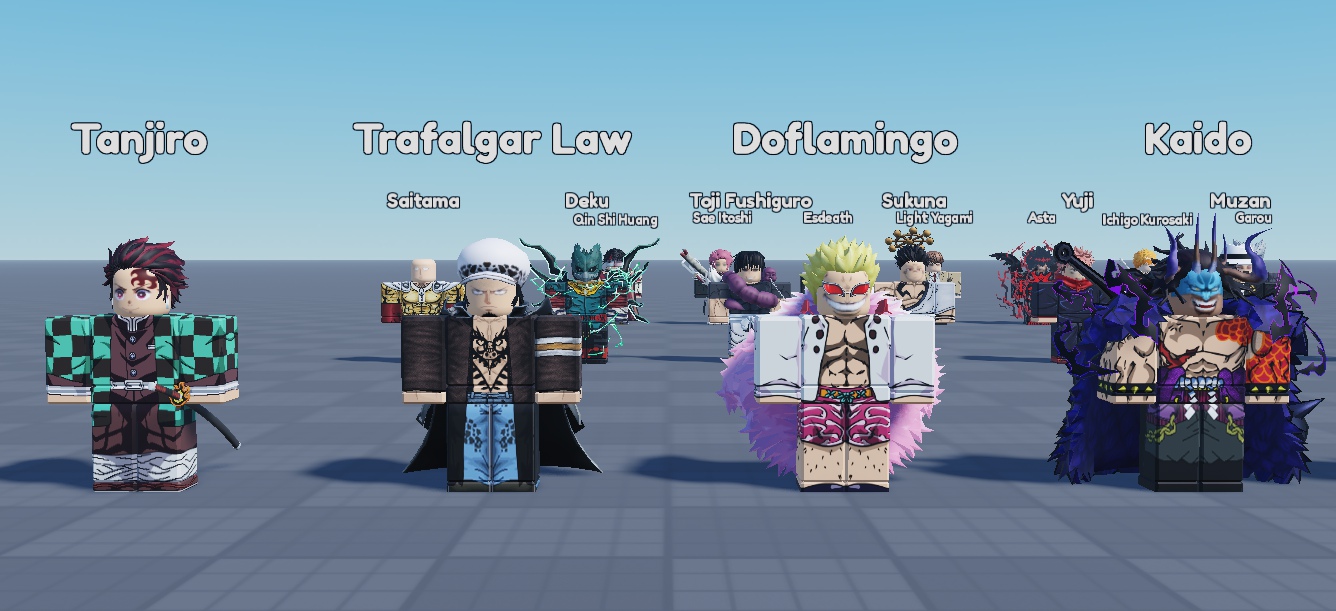 Tanjiro
Trafalgar Law
Doflamingo
Kaido
Saitama
Deku
Toji Fushiguro
Sukuna
Yuji
Muzan
Qin Shi Huang
Sae Itoshi
Esdeath
Light Yagami
Asta
Ichigo Kurosaki
Garou